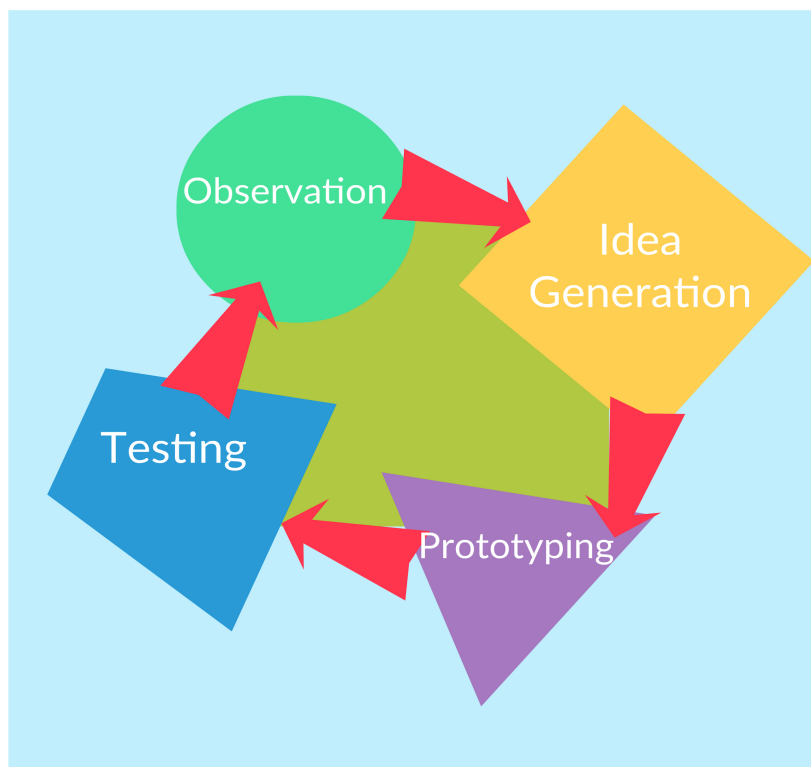 Observation
Idea
Generation
Prototyping
Testing